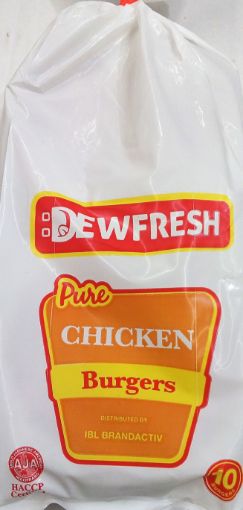 DEWFRESH
Pure
CHICKEN
Burgers
DISTRIBUTED BY
IBL BRANDACTIV
AJA
HACCP
10